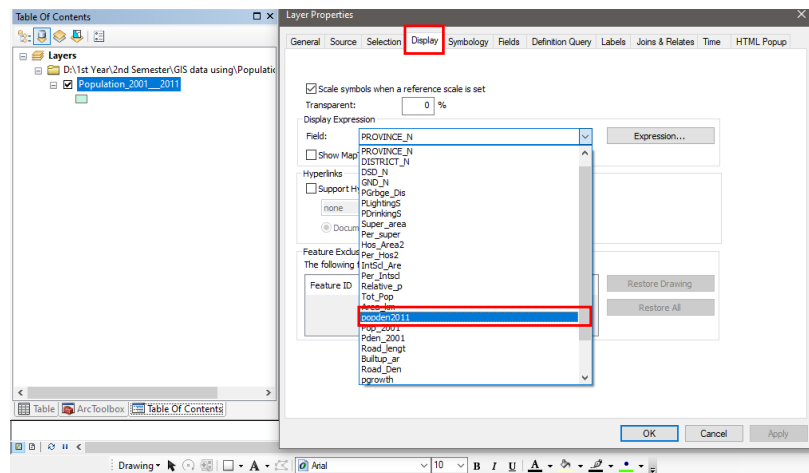 Table Of Contents
Layers
D:\1st Year\2nd Semester\GIS data using\Populatic
Population_2001__2011
Table ArcToolbox Table Of Contents
Layer Properties
General Source Selection Display Symbology Fields Definition Query Labels Joins & Relates Time HTML Popup
Scale symbols when a reference scale is set
Transparent: 0 %
Display Expression
Field: PROVINCE_N Expression...
Show Map
PROVINCE_N
DISTRICT_N
Hyperlinks
DSD_N
GND_N
Support Hy
PGrbge_Dis
PLightingS
none
PDrinkingS
Super_area
Docum
Per_super
Hos_Area2
Feature Exclus
Per_Hos2
The following f
IntScl_Are
Per_Intscl
Feature ID
Relative_p
Restore Drawing
Tot_Pop
Area_km
Restore All
popden2011
Pop_2001
Pden_2001
Road_lengt
Builtup_ar
Road_Den
pgrowth
OK Cancel Apply
Drawing A Arial 10 B I U A